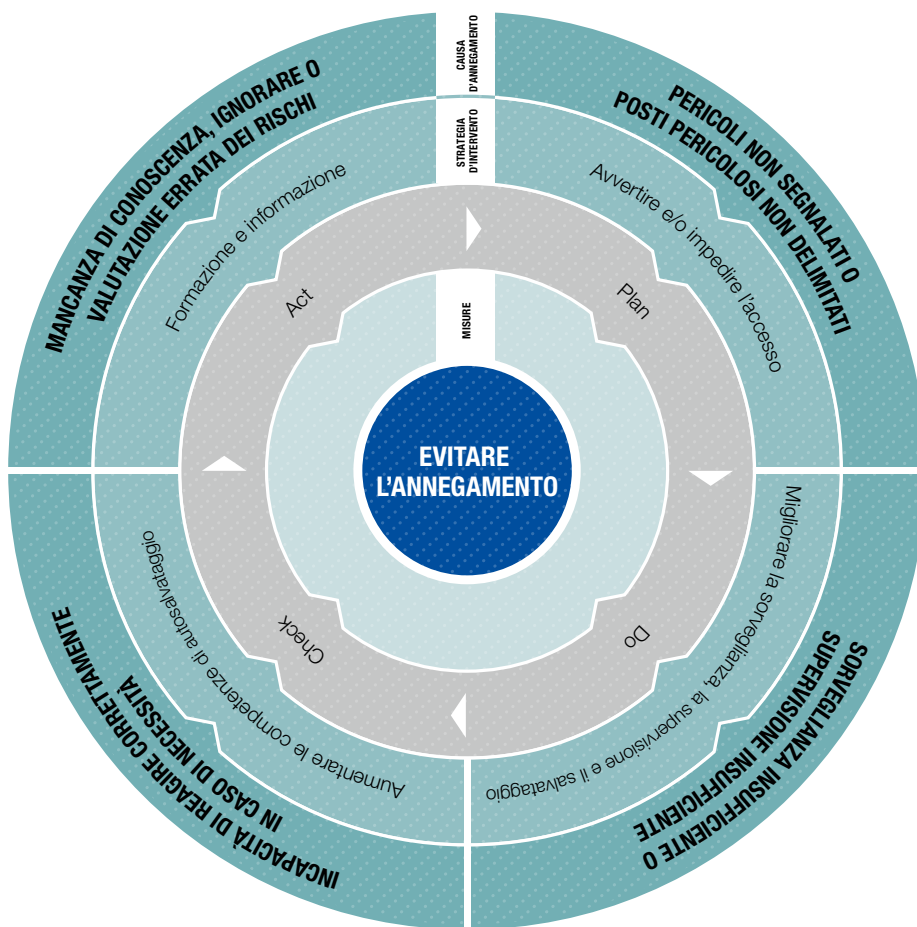 CAUSA
D'ANNEGAMENTO
STRATEGIA
D'INTERVENTO
MISURE
EVITARE
L'ANNEGAMENTO
MANCANZA DI CONOSCENZA, IGNORARE O
VALUTAZIONE ERRATA DEI RISCHI
Formazione e informazione
Act
PERICOLI NON SEGNALATI O
POSTI PERICOLOSI NON DELIMITATI
Avvertire e/o impedire l'accesso
Plan
SORVEGLIANZA INSUFFICIENTE O
SUPERVISIONE INSUFFICIENTE
Migliorare la sorveglianza, la supervisione e il salvataggio
Do
INCAPACITÀ DI REAGIRE CORRETTAMENTE
IN CASO DI NECESSITÀ
Aumentare le competenze di autosalvataggio
Check